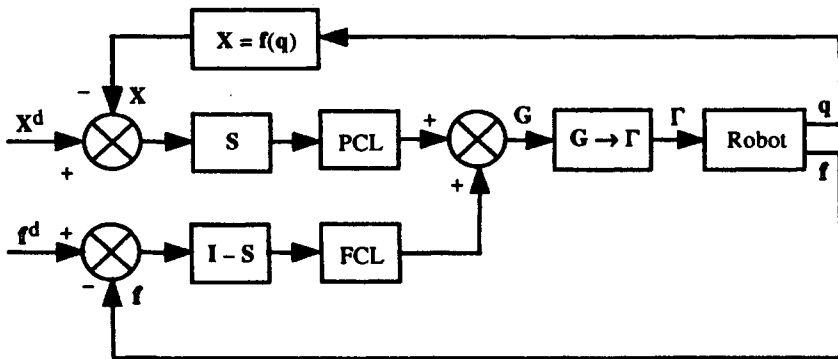 X = f(q)
− X
X^d
+
S
PCL
+
+
G
G → Γ
Γ
Robot
q
f
f^d
+
−
f
I – S
FCL